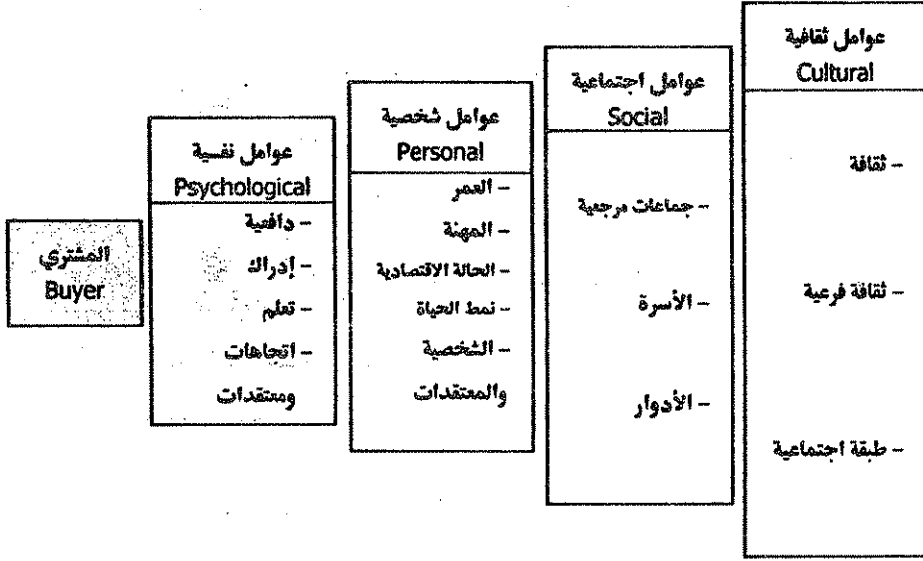 عوامل ثقافية
Cultural
– ثقافة
– ثقافة فرعية
– طبقة اجتماعية
عوامل اجتماعية
Social
– جماعات مرجعية
– الأسرة
– الأدوار
عوامل شخصية
Personal
– العمر
– المهنة
– الحالة الاقتصادية
– نمط الحياة
– الشخصية
والمعتقدات
عوامل نفسية
Psychological
– دافعية
– إدراك
– تعلم
– اتجاهات
ومعتقدات
المشتري
Buyer